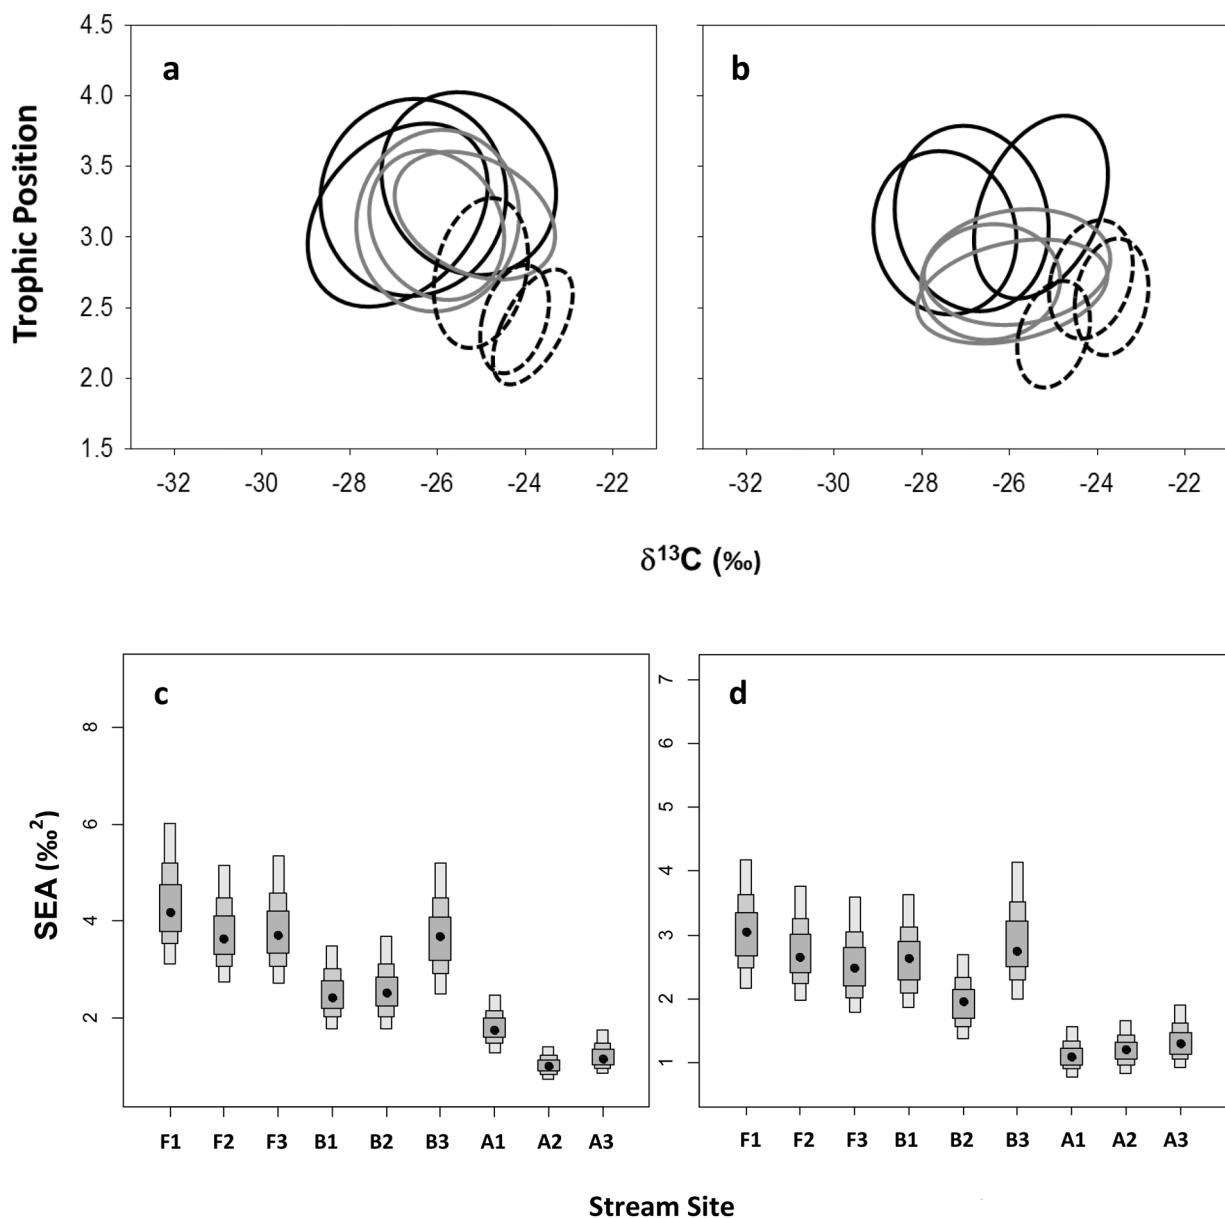 a
b
4.5
4.0
3.5
3.0
2.5
2.0
1.5
Trophic Position
-32 -30 -28 -26 -24 -22
-32 -30 -28 -26 -24 -22
δ13C (‰)
c
d
8
6
4
2
SEA (‰2)
7
6
5
4
3
2
1
F1 F2 F3 B1 B2 B3 A1 A2 A3
F1 F2 F3 B1 B2 B3 A1 A2 A3
Stream Site